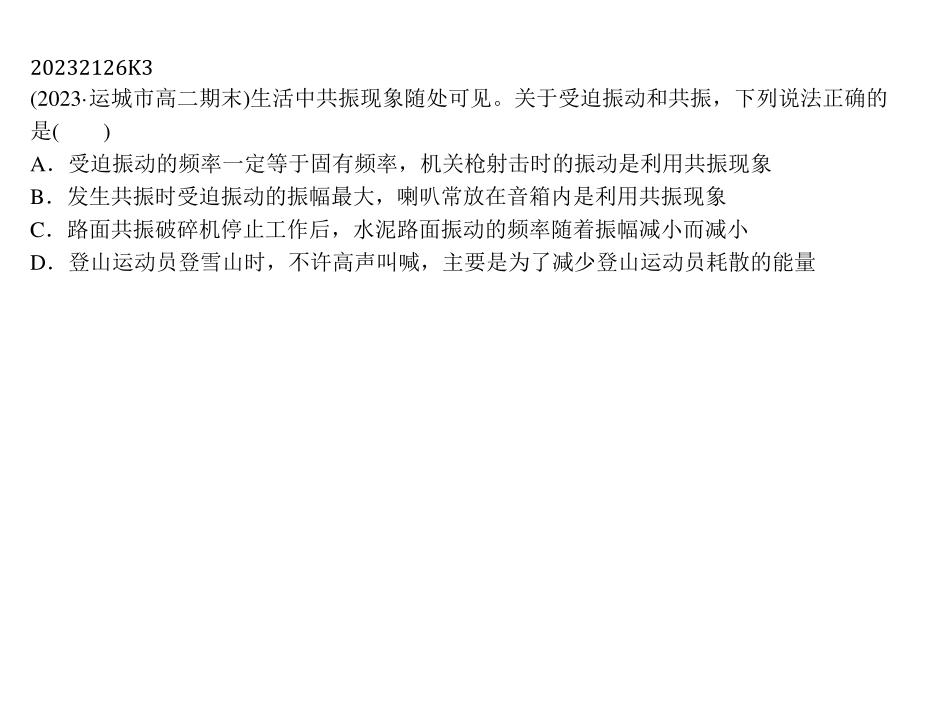 20232126K3
(2023·运城市高二期末)生活中共振现象随处可见。关于受迫振动和共振，下列说法正确的
是(　　)
A．受迫振动的频率一定等于固有频率，机关枪射击时的振动是利用共振现象
B．发生共振时受迫振动的振幅最大，喇叭常放在音箱内是利用共振现象
C．路面共振破碎机停止工作后，水泥路面振动的频率随着振幅减小而减小
D．登山运动员登雪山时，不许高声叫喊，主要是为了减少登山运动员耗散的能量